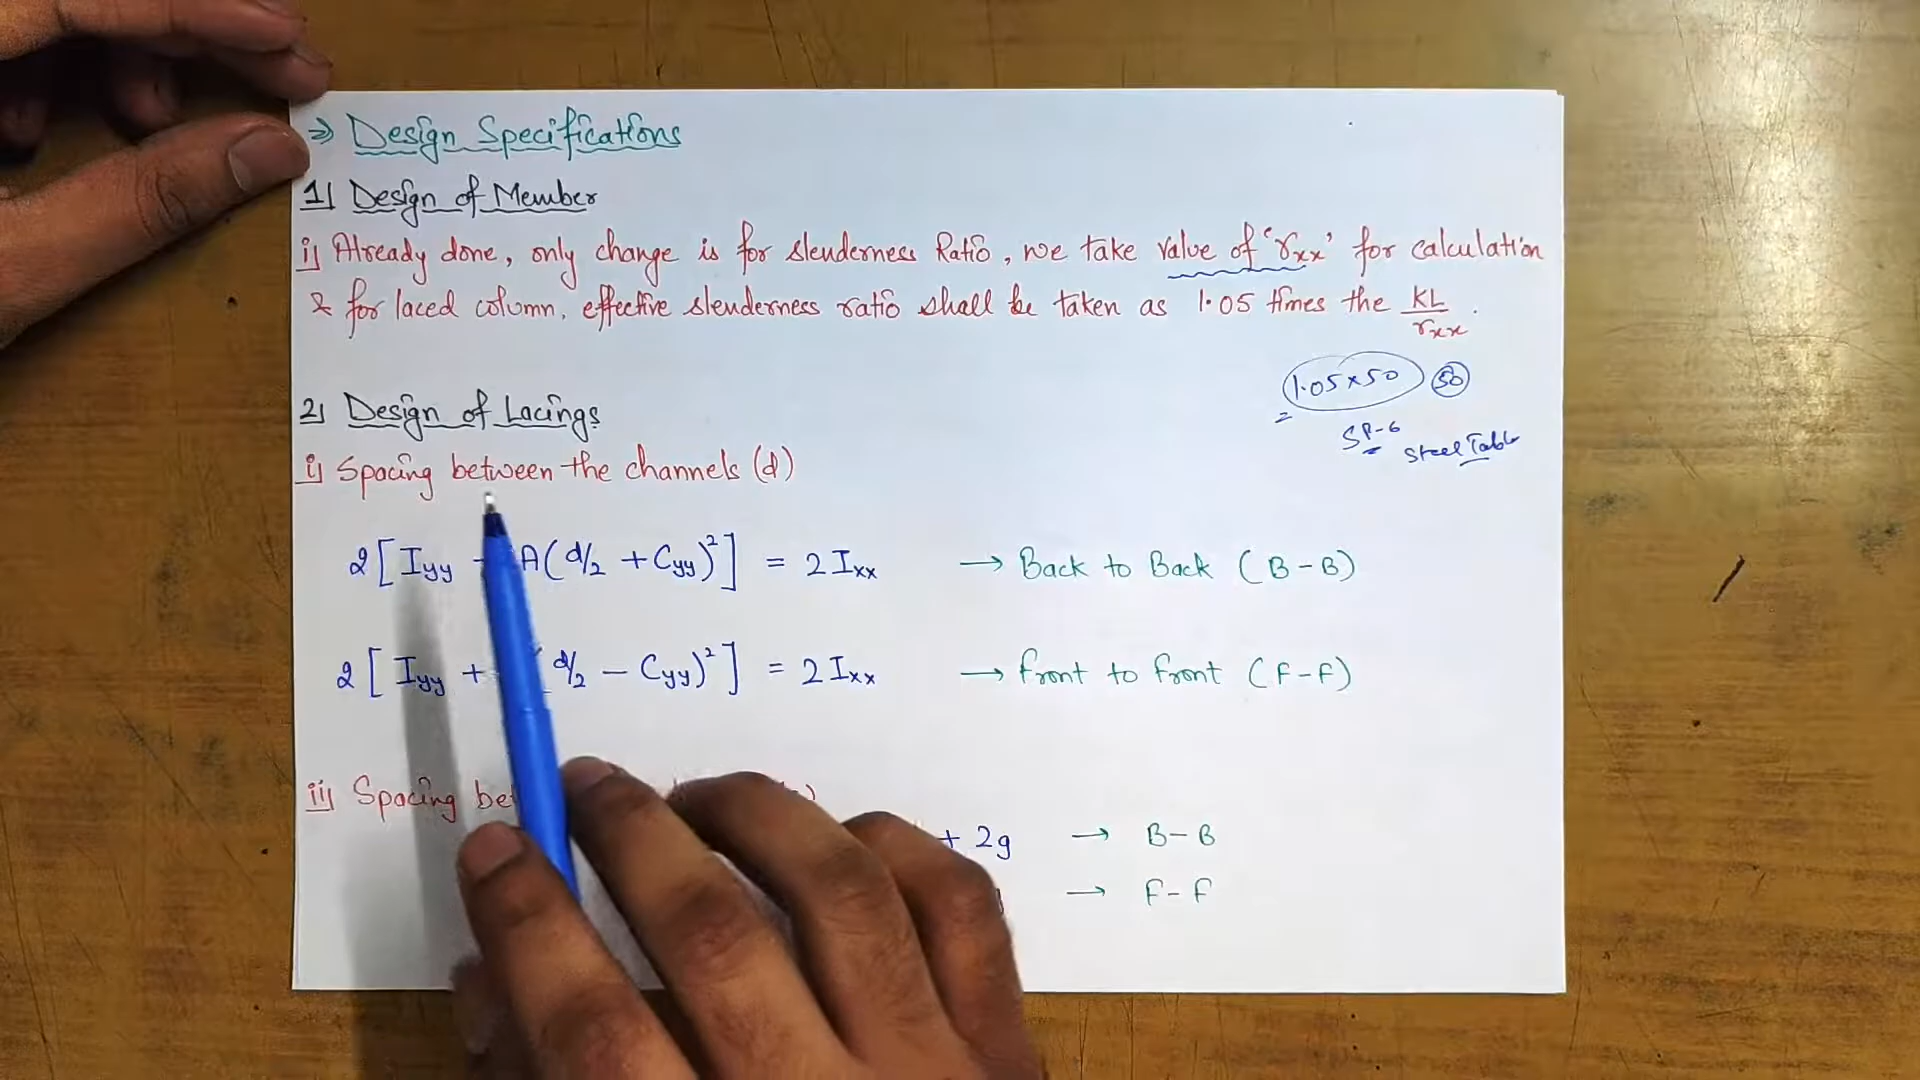 ⇒ Design Specifications
1) Design of Member
i) Already done, only change is for slenderness Ratio, we take value of 'rxx' for calculation
& for laced column, effective slenderness ratio shall be taken as 1.05 times the KL/rxx.
1.05×50 50
=
SP-6 Steel Table
2) Design of Lacings
i) Spacing between the channels (d)
2[Iyy + A(d/2 + Cyy)²] = 2Ixx → Back to Back (B-B)
2[Iyy + (d/2 - Cyy)²] = 2Ixx → front to front (F-F)
ii) Spacing
+ 2g → B-B
→ F-F